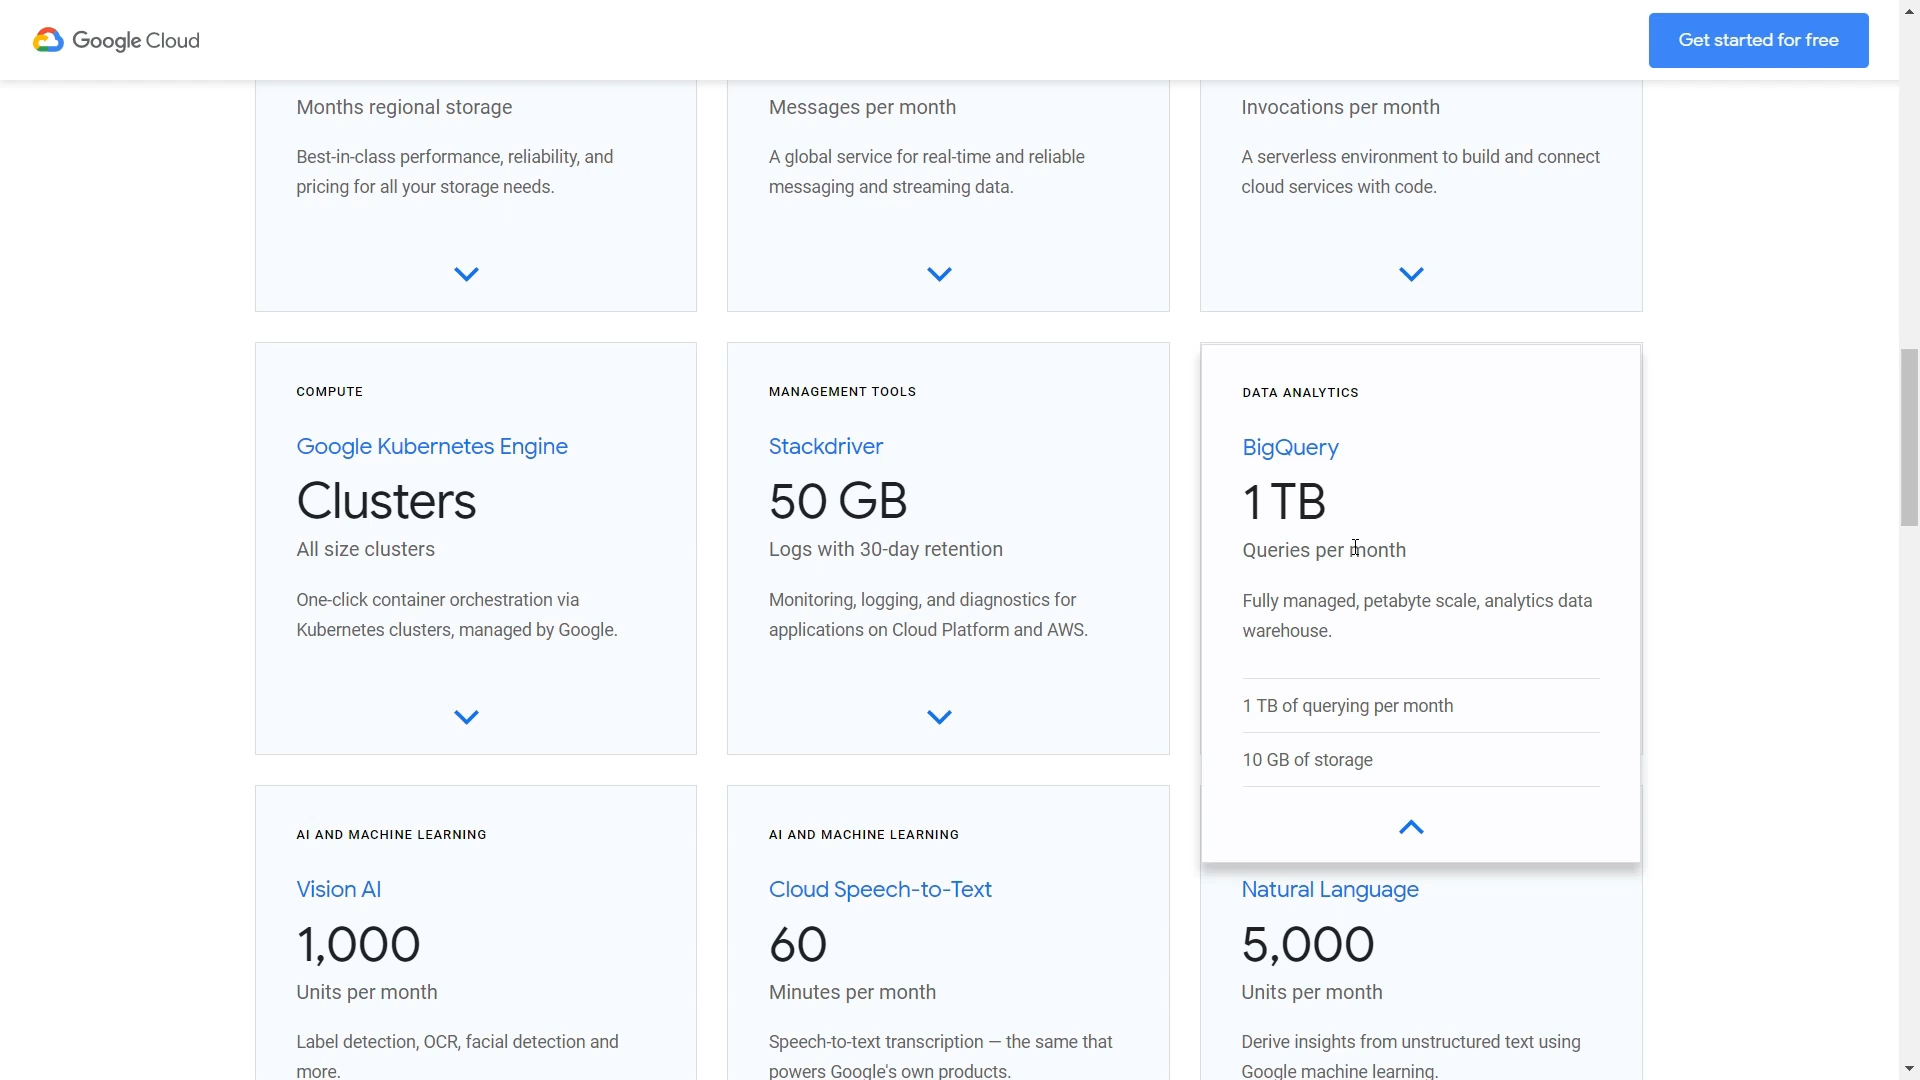 Google Cloud
Get started for free
Months regional storage
Best-in-class performance, reliability, and
pricing for all your storage needs.
Messages per month
A global service for real-time and reliable
messaging and streaming data.
Invocations per month
A serverless environment to build and connect
cloud services with code.
COMPUTE
Google Kubernetes Engine
Clusters
All size clusters
One-click container orchestration via
Kubernetes clusters, managed by Google.
MANAGEMENT TOOLS
Stackdriver
50 GB
Logs with 30-day retention
Monitoring, logging, and diagnostics for
applications on Cloud Platform and AWS.
DATA ANALYTICS
BigQuery
1 TB
Queries per month
Fully managed, petabyte scale, analytics data
warehouse.
1 TB of querying per month
10 GB of storage
AI AND MACHINE LEARNING
Vision AI
1,000
Units per month
Label detection, OCR, facial detection and
more.
AI AND MACHINE LEARNING
Cloud Speech-to-Text
60
Minutes per month
Speech-to-text transcription — the same that
powers Google's own products.
Natural Language
5,000
Units per month
Derive insights from unstructured text using
Google machine learning.